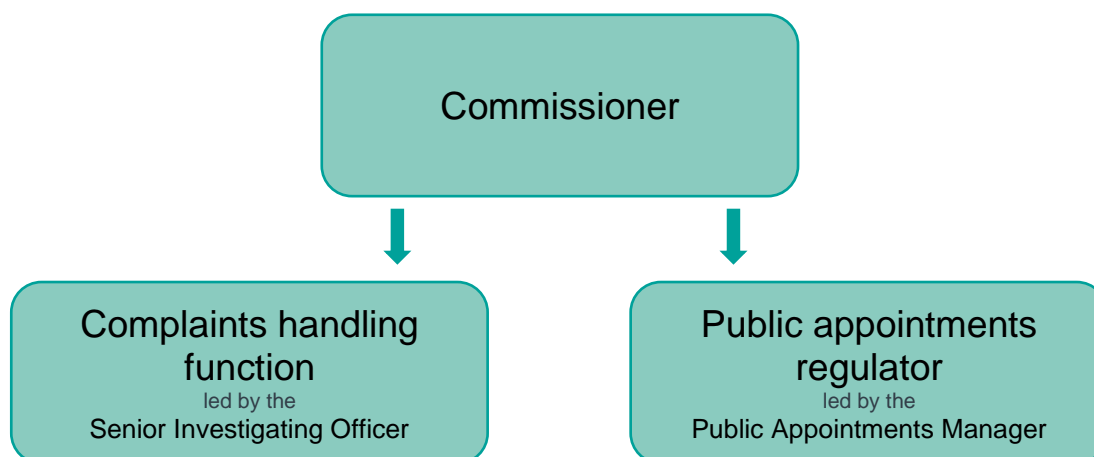 Commissioner
Complaints handling
function
led by the
Senior Investigating Officer
Public appointments
regulator
led by the
Public Appointments Manager